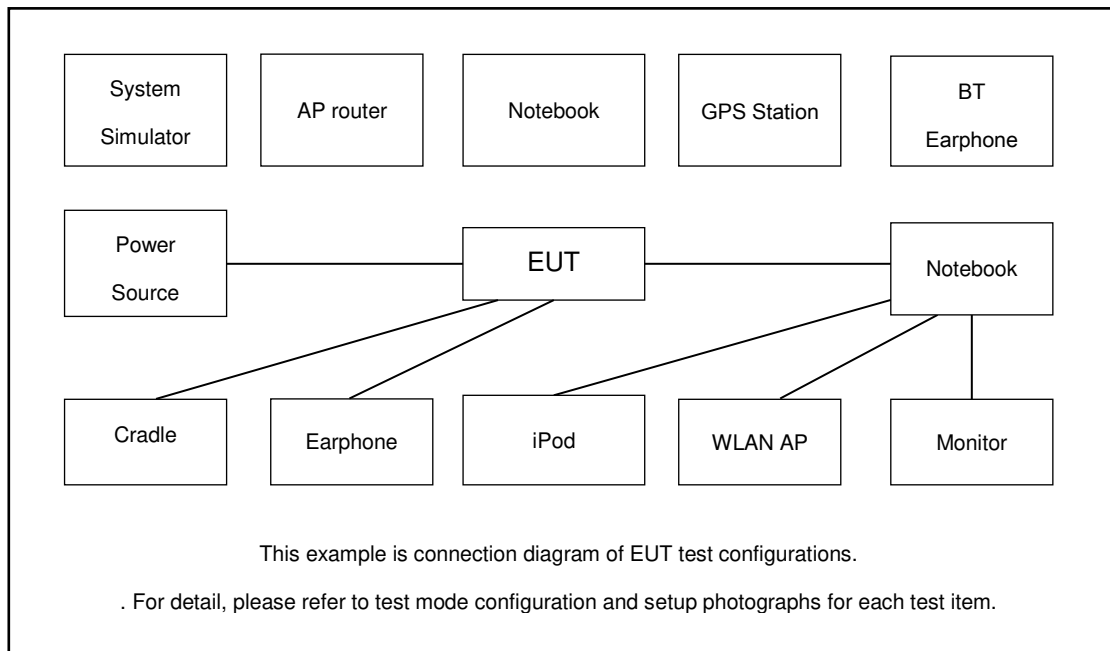 System
Simulator
AP router
Notebook
GPS Station
BT
Earphone
Power
Source
EUT
Notebook
Cradle
Earphone
iPod
WLAN AP
Monitor
This example is connection diagram of EUT test configurations.
. For detail, please refer to test mode configuration and setup photographs for each test item.